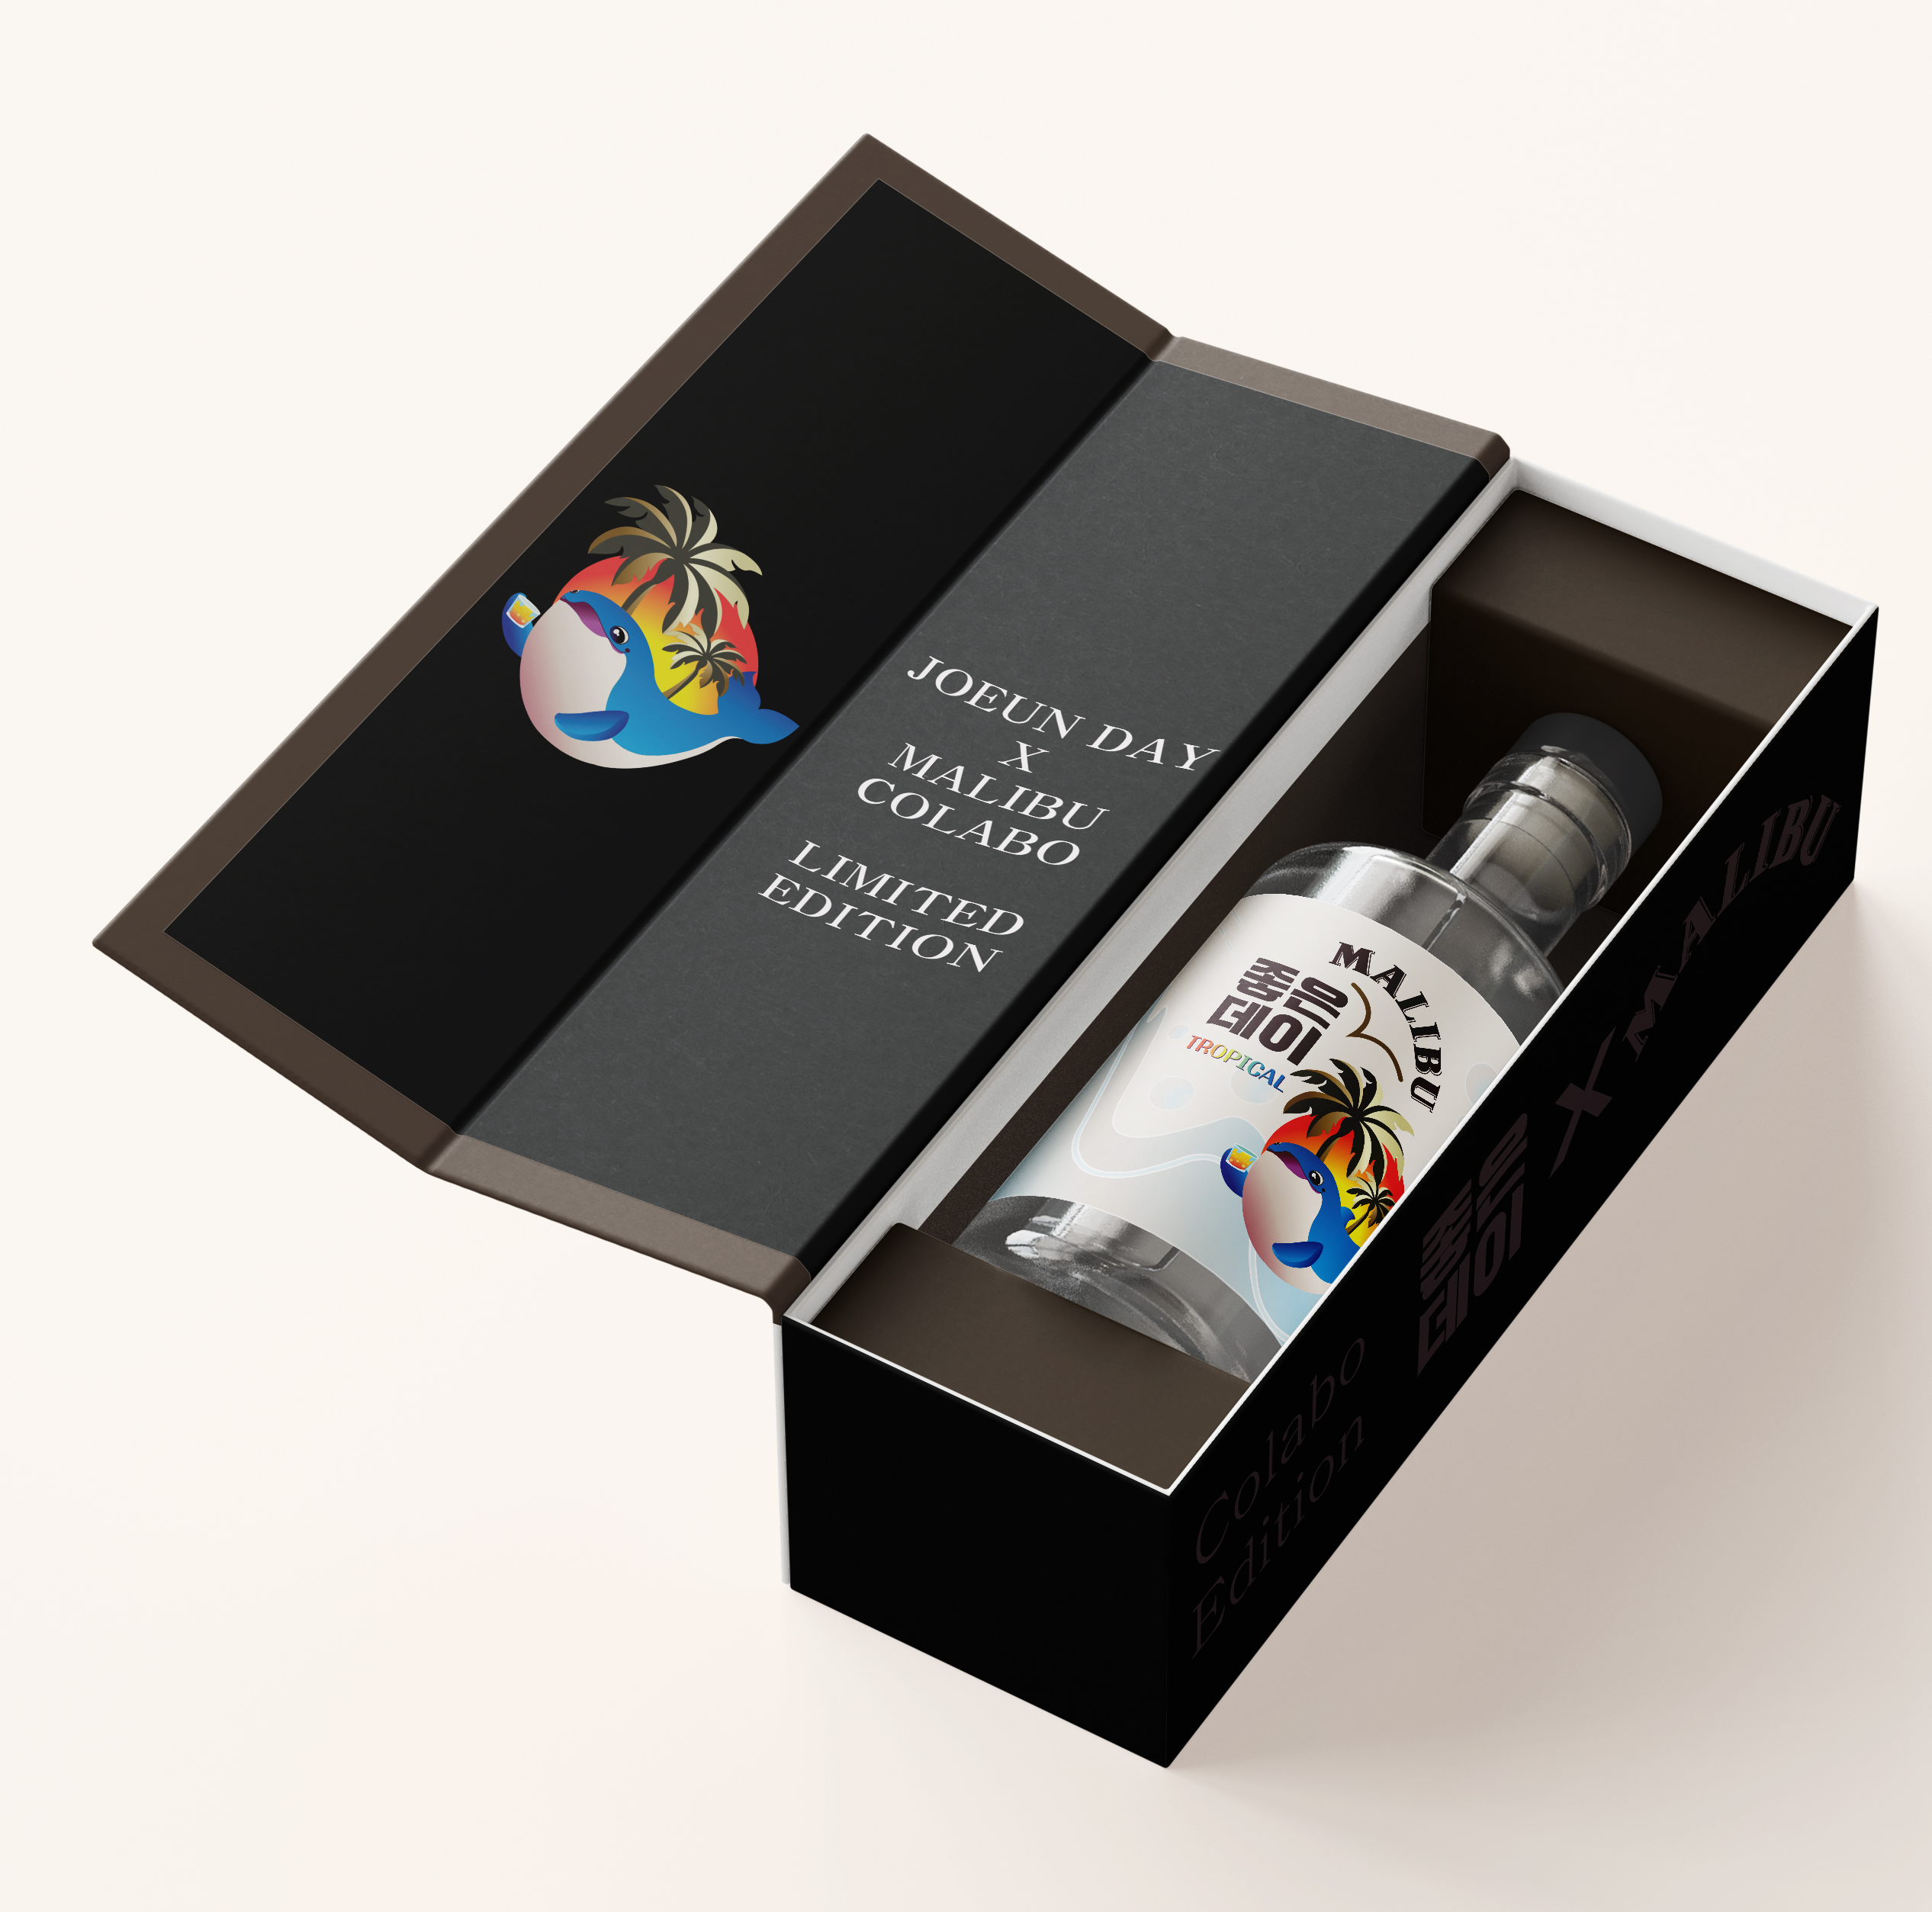 JOEUN DAY
X
MALIBU
COLABO
LIMITED
EDITION
MALIBU
좋은
데이
TROPICAL
좋은
데이
X
MALIBU
Colabo
Edition